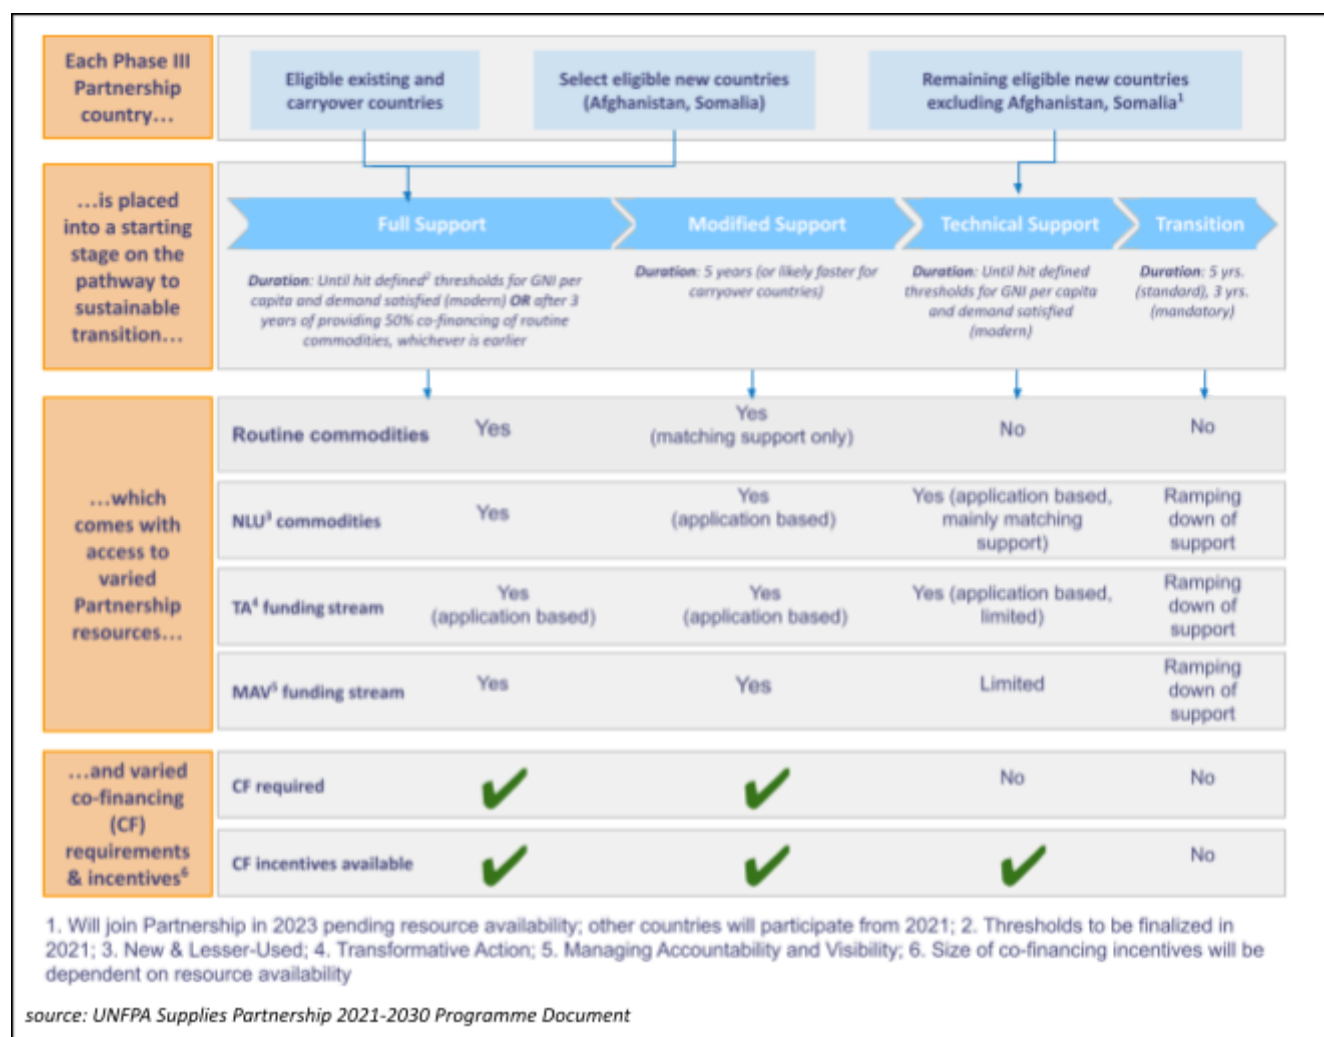 Each Phase III
Partnership
country…
Eligible existing and
carryover countries
Select eligible new countries
(Afghanistan, Somalia)
Remaining eligible new countries
excluding Afghanistan, Somalia¹
…is placed
into a starting
stage on the
pathway to
sustainable
transition…
Full Support
Modified Support
Technical Support
Transition
Duration: Until hit defined² thresholds for GNI per
capita and demand satisfied (modern) OR after 3
years of providing 50% co-financing of routine
commodities, whichever is earlier
Duration: 5 years (or likely faster for
carryover countries)
Duration: Until hit defined
thresholds for GNI per capita
and demand satisfied
(modern)
Duration: 5 yrs.
(standard), 3 yrs.
(mandatory)
…which
comes with
access to
varied
Partnership
resources…
Routine commodities
Yes
Yes
(matching support only)
No
No
NLU³ commodities
Yes
Yes
(application based)
Yes (application based,
mainly matching
support)
Ramping
down of
support
TA⁴ funding stream
Yes
(application based)
Yes
(application based)
Yes (application based,
limited)
Ramping
down of
support
MAV⁵ funding stream
Yes
Yes
Limited
Ramping
down of
support
…and varied
co-financing
(CF)
requirements
& incentives⁶
CF required
✔
✔
No
No
CF incentives available
✔
✔
✔
No
1. Will join Partnership in 2023 pending resource availability; other countries will participate from 2021; 2. Thresholds to be finalized in
2021; 3. New & Lesser-Used; 4. Transformative Action; 5. Managing Accountability and Visibility; 6. Size of co-financing incentives will be
dependent on resource availability
source: UNFPA Supplies Partnership 2021-2030 Programme Document